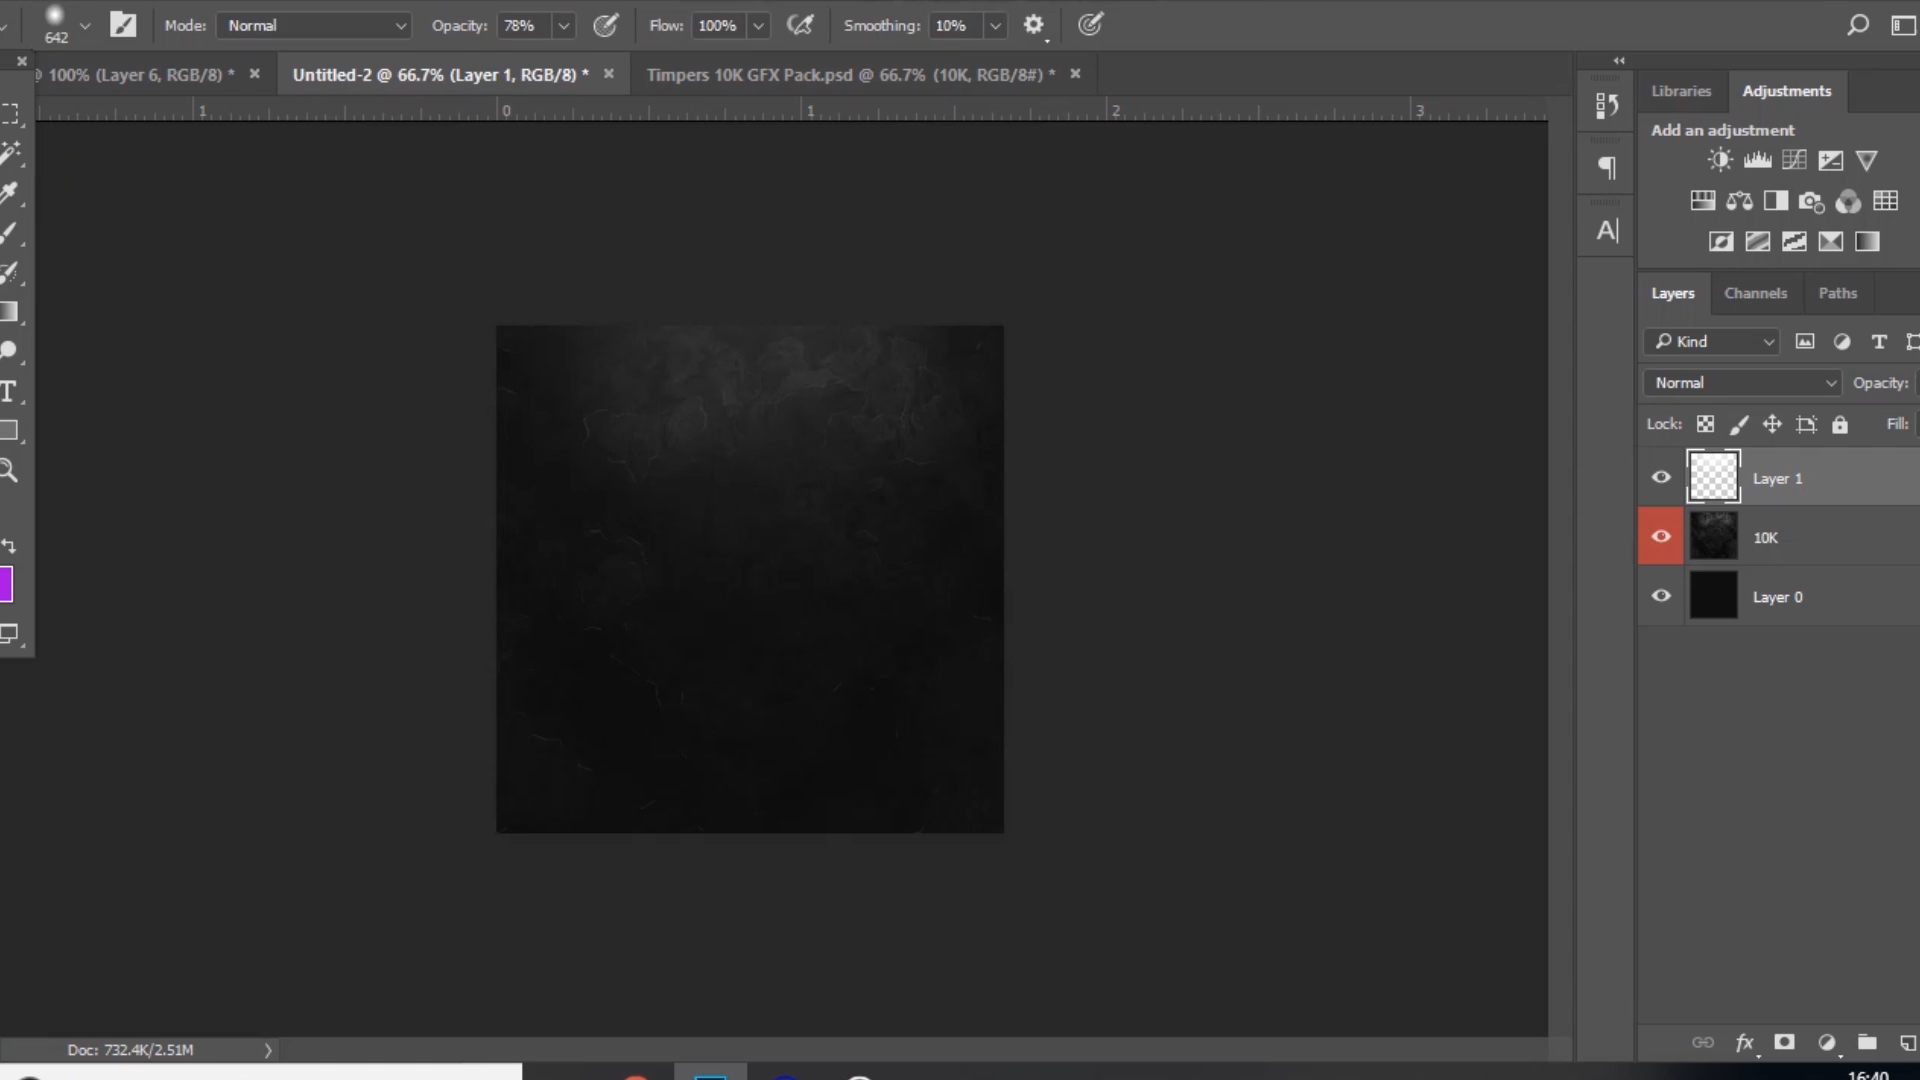 642
Mode: Normal
Opacity: 78%
Flow: 100%
Smoothing: 10%
100% (Layer 6, RGB/8) *
Untitled-2 @ 66.7% (Layer 1, RGB/8) *
Timpers 10K GFX Pack.psd @ 66.7% (10K, RGB/8#) *
1 0 1 2 3
Libraries Adjustments
Add an adjustment
Layers Channels Paths
Kind
Normal Opacity:
Lock: Fill:
Layer 1
10K
Layer 0
fx
Doc: 732.4K/2.51M
16:40